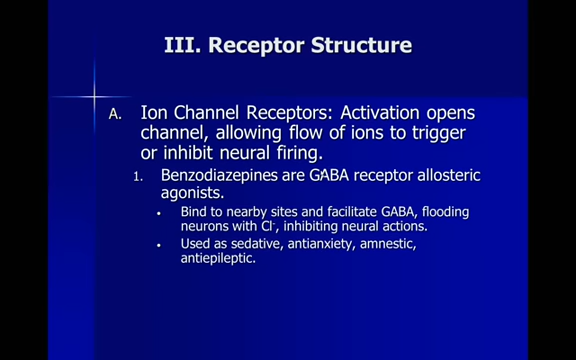 III. Receptor Structure
A. Ion Channel Receptors: Activation opens
channel, allowing flow of ions to trigger
or inhibit neural firing.
1. Benzodiazepines are GABA receptor allosteric
agonists.
• Bind to nearby sites and facilitate GABA, flooding
neurons with Cl⁻, inhibiting neural actions.
• Used as sedative, antianxiety, amnestic,
antiepileptic.